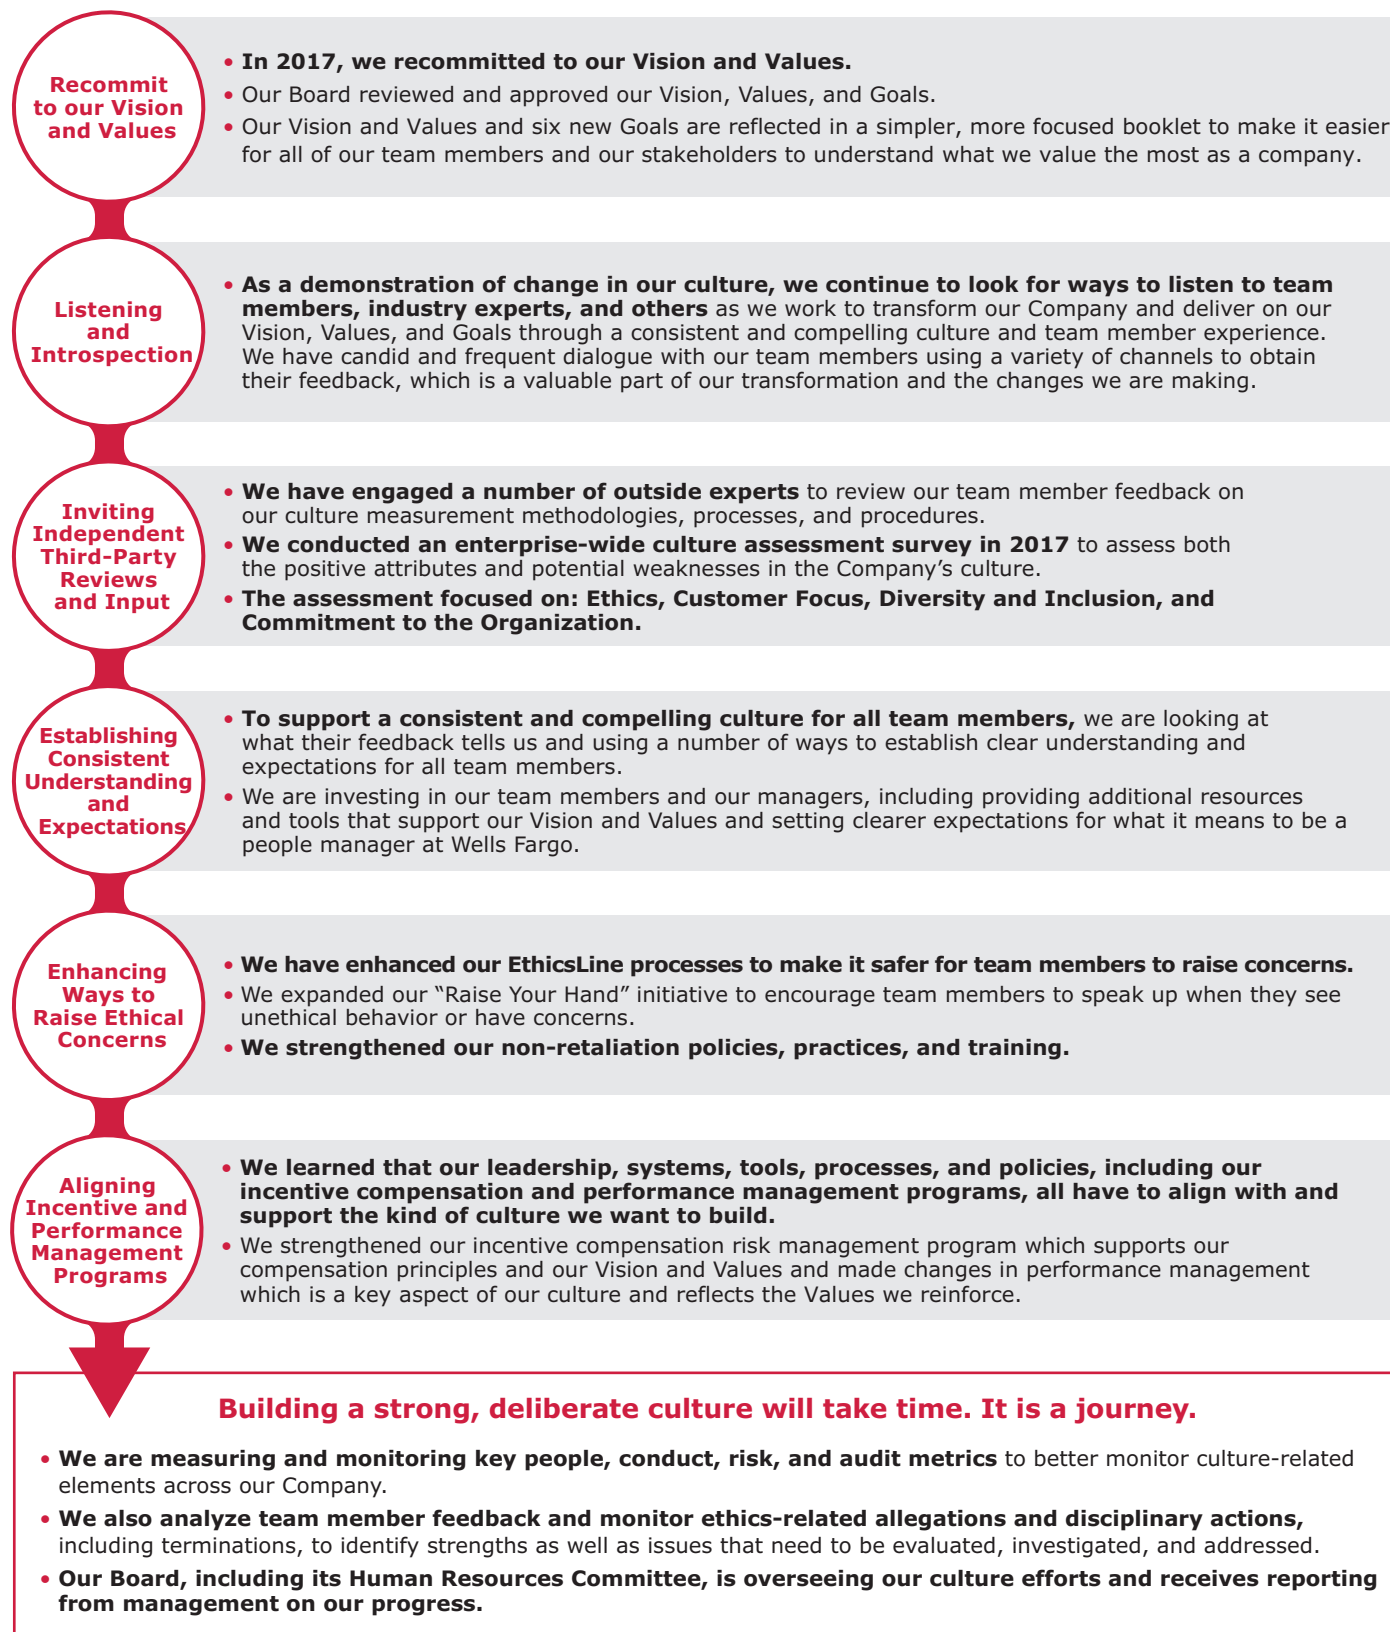 Recommit
to our Vision
and Values
• In 2017, we recommitted to our Vision and Values.
• Our Board reviewed and approved our Vision, Values, and Goals.
• Our Vision and Values and six new Goals are reflected in a simpler, more focused booklet to make it easier
for all of our team members and our stakeholders to understand what we value the most as a company.
Listening
and
Introspection
• As a demonstration of change in our culture, we continue to look for ways to listen to team
members, industry experts, and others as we work to transform our Company and deliver on our
Vision, Values, and Goals through a consistent and compelling culture and team member experience.
We have candid and frequent dialogue with our team members using a variety of channels to obtain
their feedback, which is a valuable part of our transformation and the changes we are making.
Inviting
Independent
Third-Party
Reviews
and Input
• We have engaged a number of outside experts to review our team member feedback on
our culture measurement methodologies, processes, and procedures.
• We conducted an enterprise-wide culture assessment survey in 2017 to assess both
the positive attributes and potential weaknesses in the Company’s culture.
• The assessment focused on: Ethics, Customer Focus, Diversity and Inclusion, and
Commitment to the Organization.
Establishing
Consistent
Understanding
and
Expectations
• To support a consistent and compelling culture for all team members, we are looking at
what their feedback tells us and using a number of ways to establish clear understanding and
expectations for all team members.
• We are investing in our team members and our managers, including providing additional resources
and tools that support our Vision and Values and setting clearer expectations for what it means to be a
people manager at Wells Fargo.
Enhancing
Ways to
Raise Ethical
Concerns
• We have enhanced our EthicsLine processes to make it safer for team members to raise concerns.
• We expanded our “Raise Your Hand” initiative to encourage team members to speak up when they see
unethical behavior or have concerns.
• We strengthened our non-retaliation policies, practices, and training.
Aligning
Incentive and
Performance
Management
Programs
• We learned that our leadership, systems, tools, processes, and policies, including our
incentive compensation and performance management programs, all have to align with and
support the kind of culture we want to build.
• We strengthened our incentive compensation risk management program which supports our
compensation principles and our Vision and Values and made changes in performance management
which is a key aspect of our culture and reflects the Values we reinforce.
Building a strong, deliberate culture will take time. It is a journey.
• We are measuring and monitoring key people, conduct, risk, and audit metrics to better monitor culture-related
elements across our Company.
• We also analyze team member feedback and monitor ethics-related allegations and disciplinary actions,
including terminations, to identify strengths as well as issues that need to be evaluated, investigated, and addressed.
• Our Board, including its Human Resources Committee, is overseeing our culture efforts and receives reporting
from management on our progress.